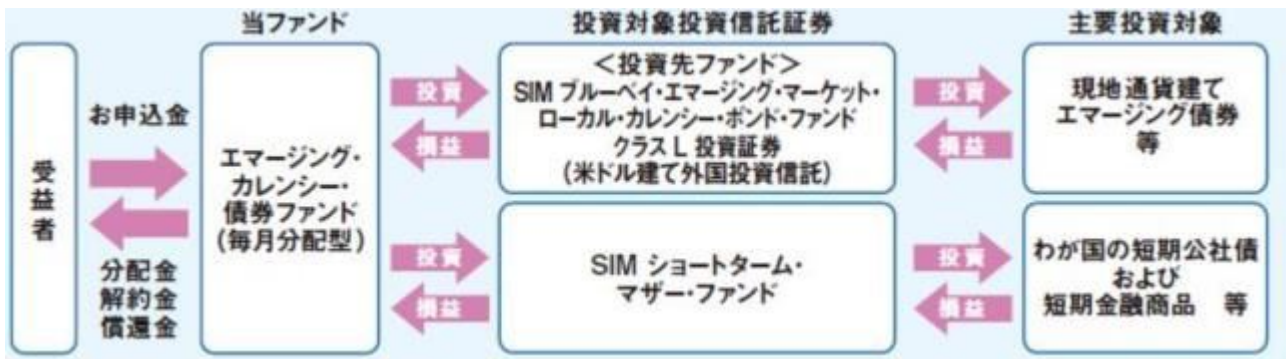 当ファンド
投資対象投資信託証券
主要投資対象
受益者
お申込金
分配金
解約金
償還金
エマージング・
カレンシー・
債券ファンド
(毎月分配型)
投資
損益
<投資先ファンド>
SIM ブルーベイ・エマージング・マーケット・
ローカル・カレンシー・ボンド・ファンド
クラス L 投資証券
(米ドル建て外国投資信託)
投資
損益
現地通貨建て
エマージング債券
等
投資
損益
SIM ショートターム・
マザー・ファンド
投資
損益
わが国の短期公社債
および
短期金融商品 等